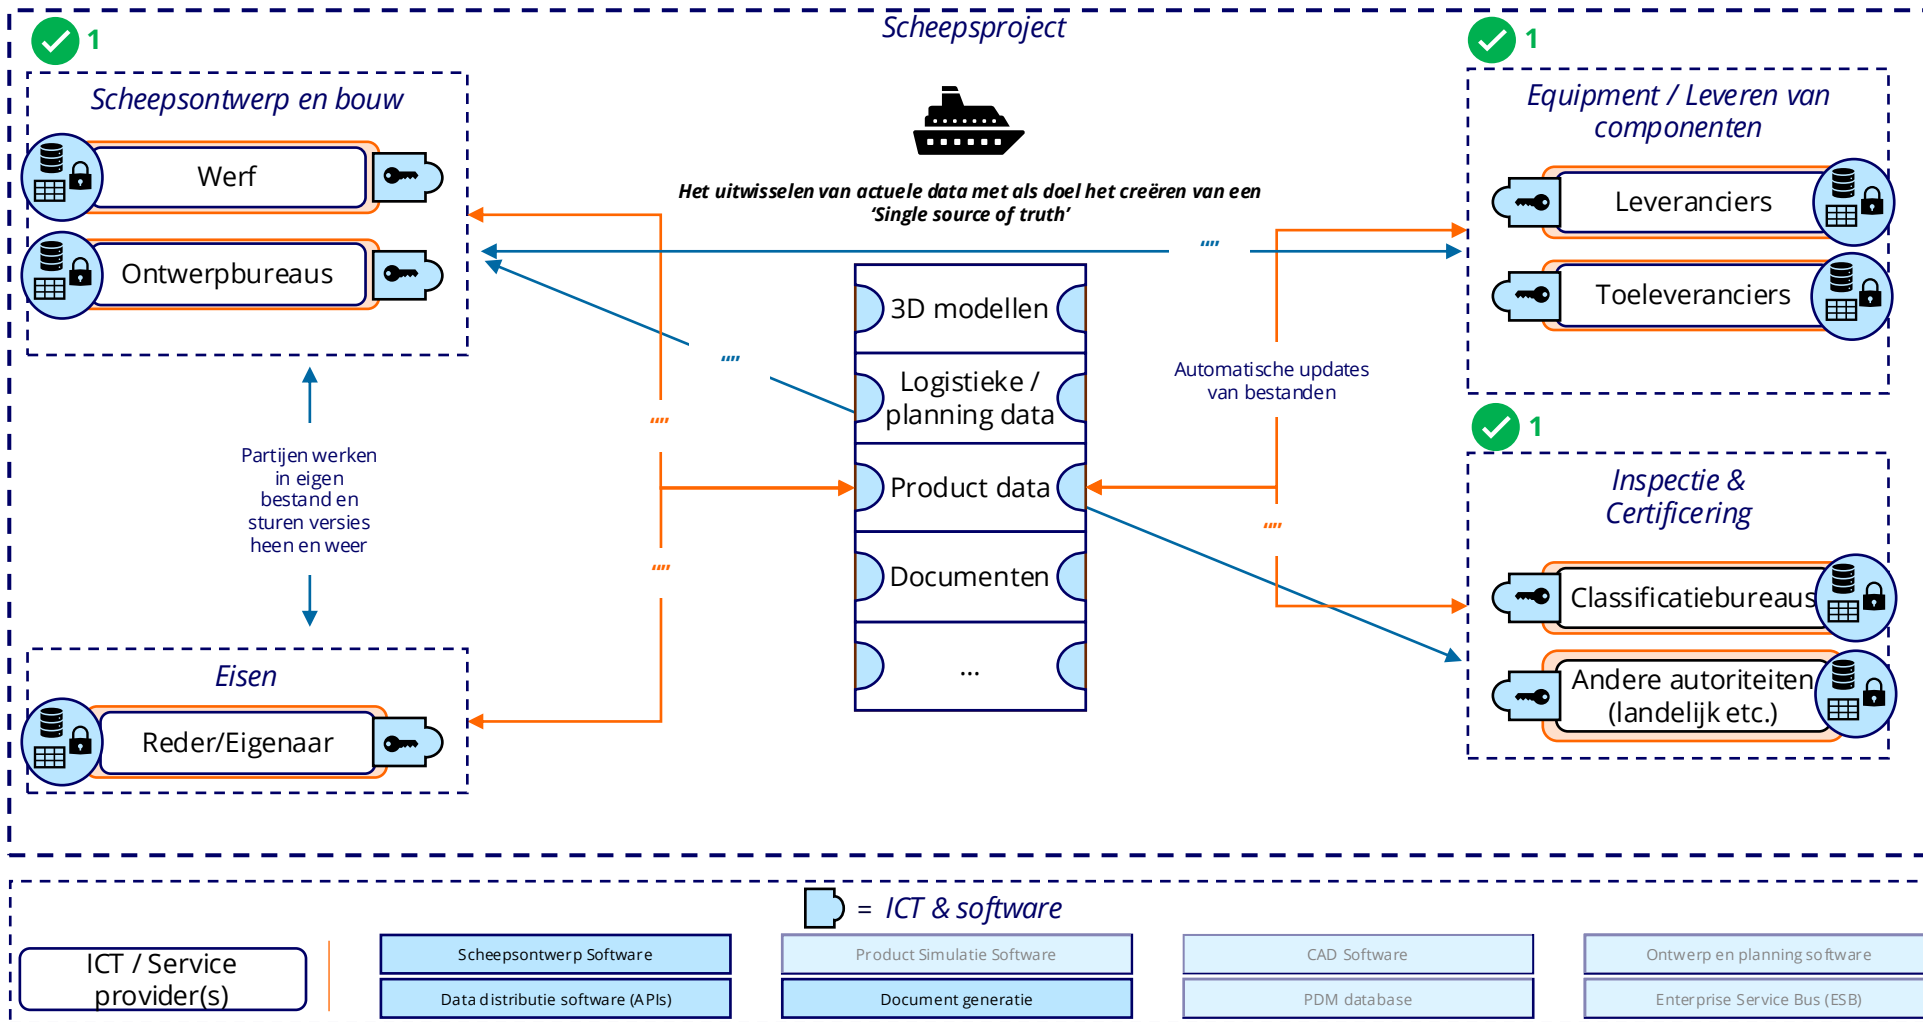 Scheepsproject
1
Scheepsontwerp en bouw
Werf
Ontwerpbureaus
Partijen werken
in eigen
bestand en
sturen versies
heen en weer
Eisen
Reder/Eigenaar
Het uitwisselen van actuele data met als doel het creëren van een
‘Single source of truth’
“”
“”
“”
“”
3D modellen
Logistieke /
planning data
Product data
Documenten
...
Automatische updates
van bestanden
“”
1
Equipment / Leveren van
componenten
Leveranciers
Toeleveranciers
1
Inspectie &
Certificering
Classificatiebureaus
Andere autoriteiten
(landelijk etc.)
= ICT & software
ICT / Service
provider(s)
Scheepsontwerp Software
Product Simulatie Software
CAD Software
Ontwerp en planning software
Data distributie software (APIs)
Document generatie
PDM database
Enterprise Service Bus (ESB)